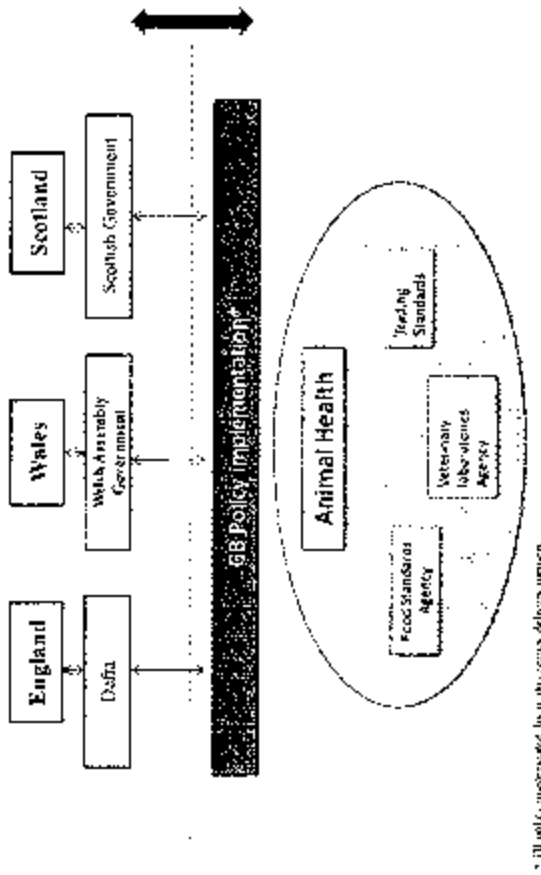 England
Wales
Scotland
Defra
Welsh Assembly
Government
Scottish Government
GB Policy Implementation*
Animal Health
Food Standards
Agency
Veterinary
Laboratories
Agency
Trading
Standards